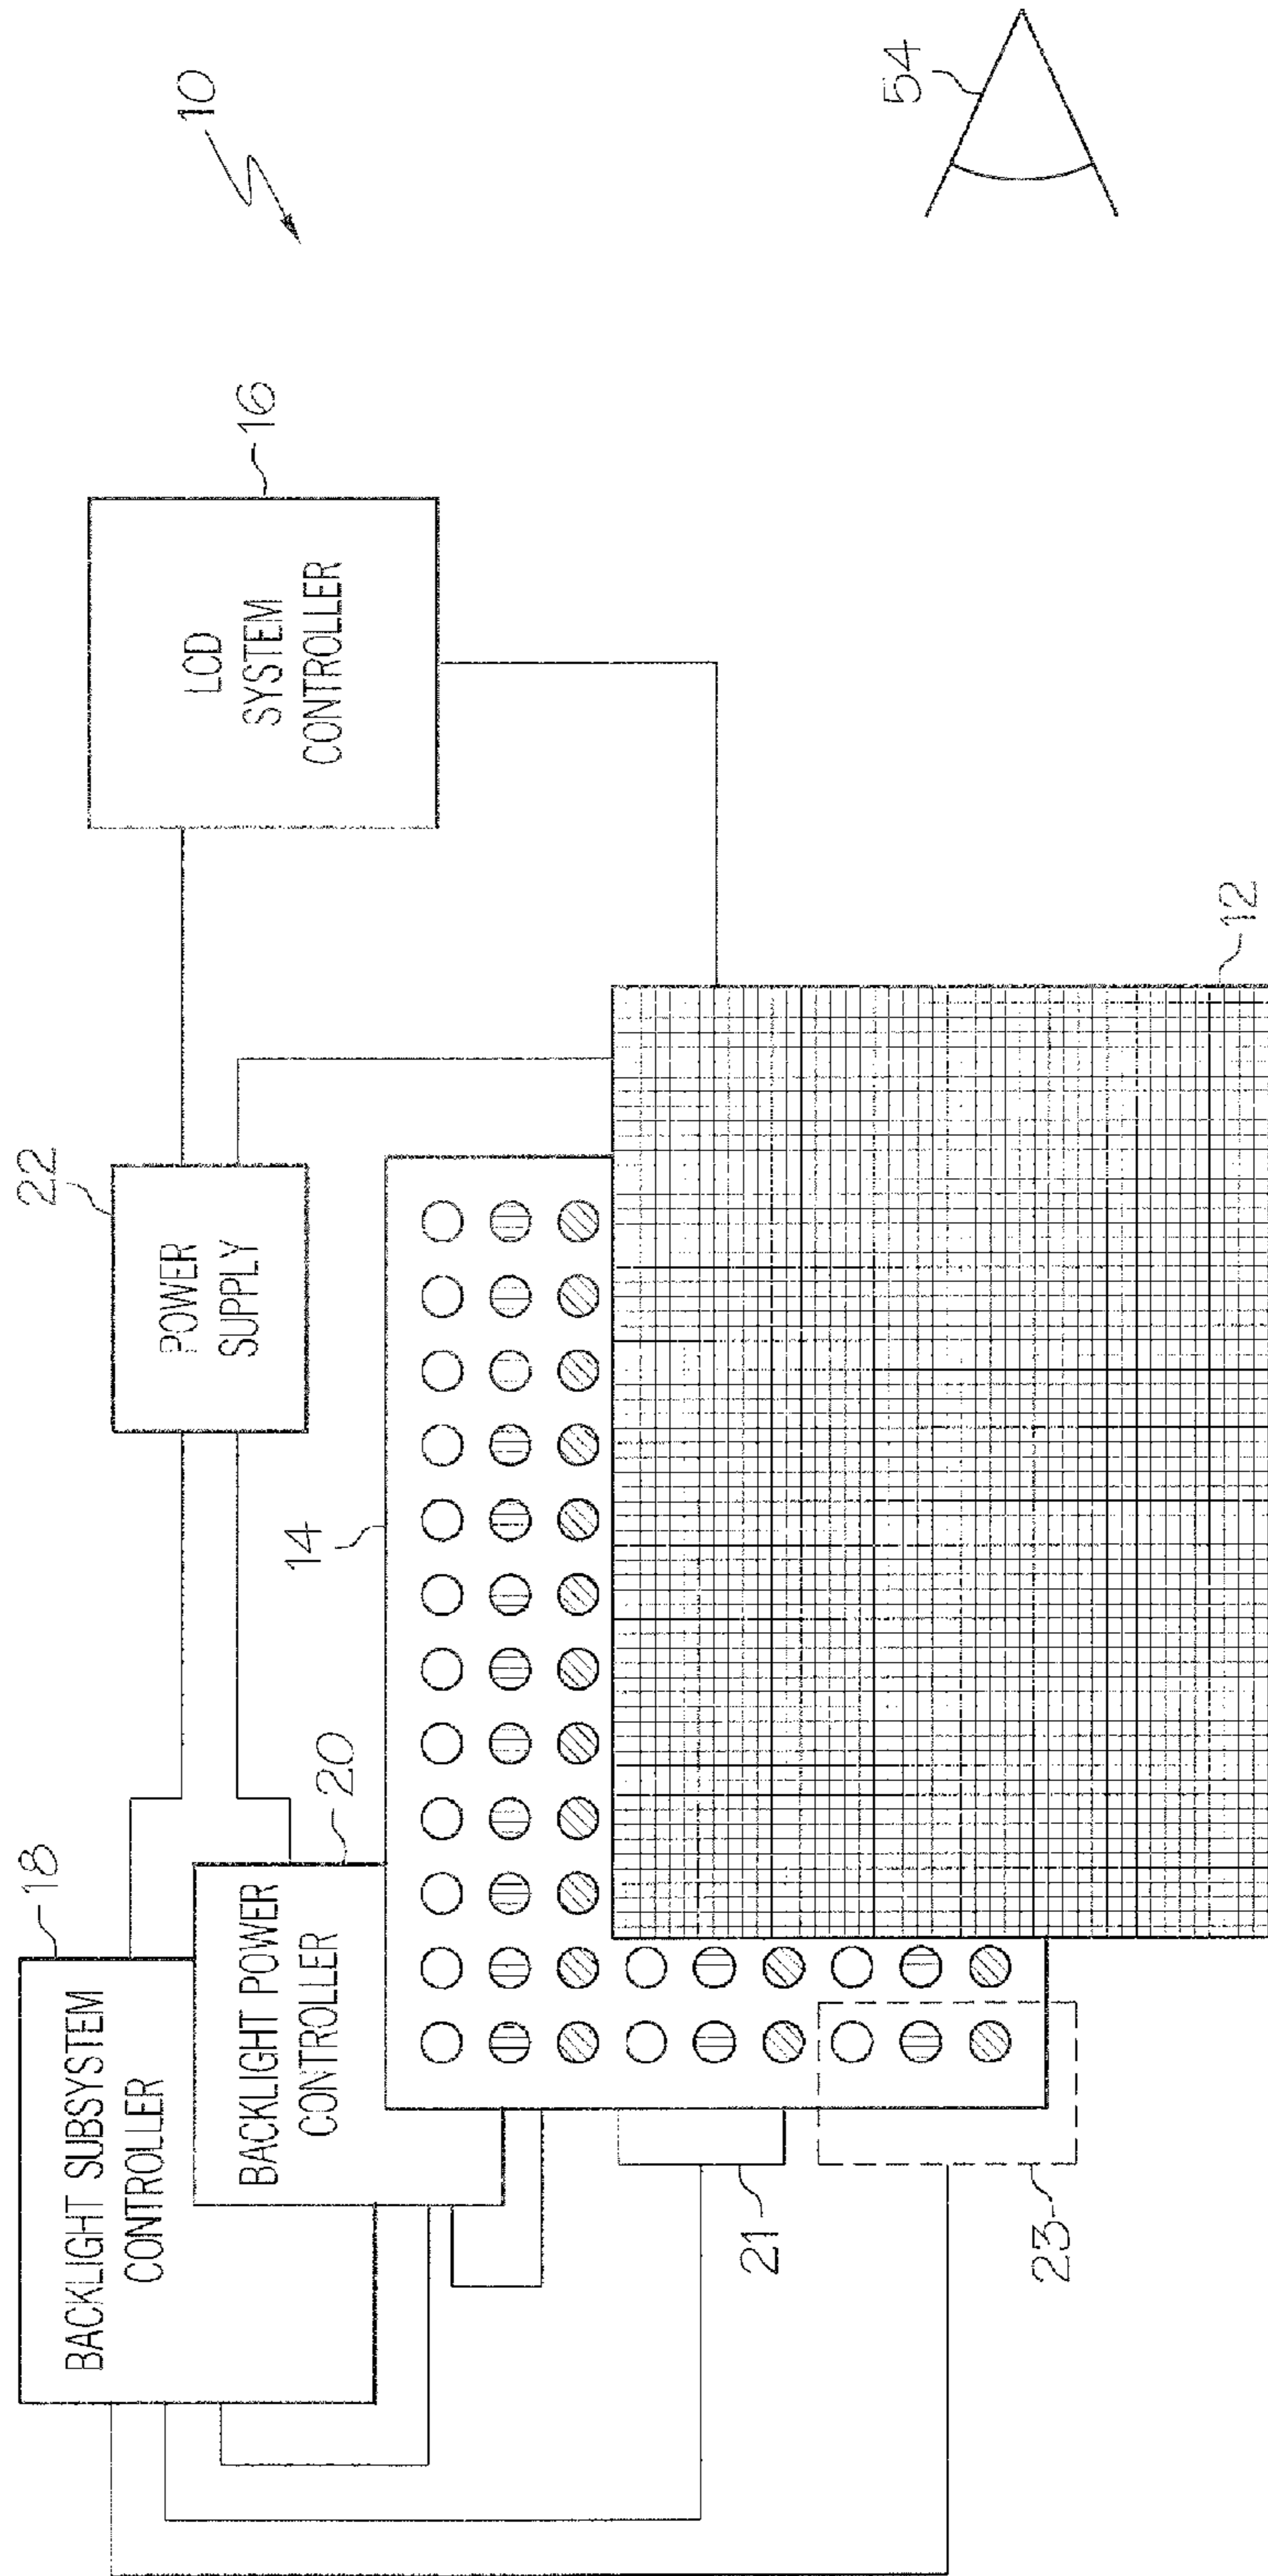 BACKLIGHT SUBSYSTEM
CONTROLLER
18
BACKLIGHT POWER
CONTROLLER
20
POWER
SUPPLY
22
LCD
SYSTEM
CONTROLLER
16
10
14
21
23
12
54